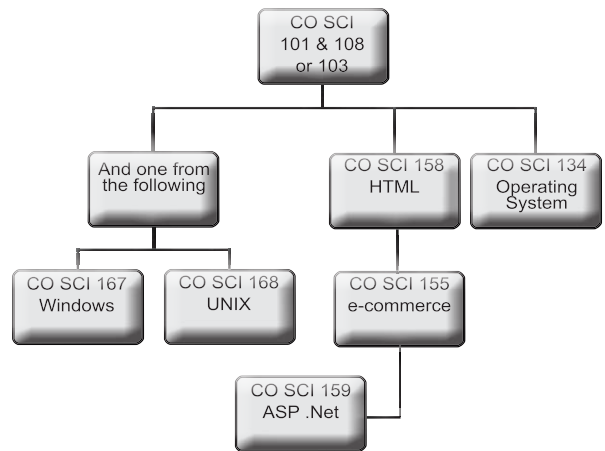 CO SCI
101 & 108
or 103
And one from
the following
CO SCI 158
HTML
CO SCI 134
Operating
System
CO SCI 167
Windows
CO SCI 168
UNIX
CO SCI 155
e-commerce
CO SCI 159
ASP .Net